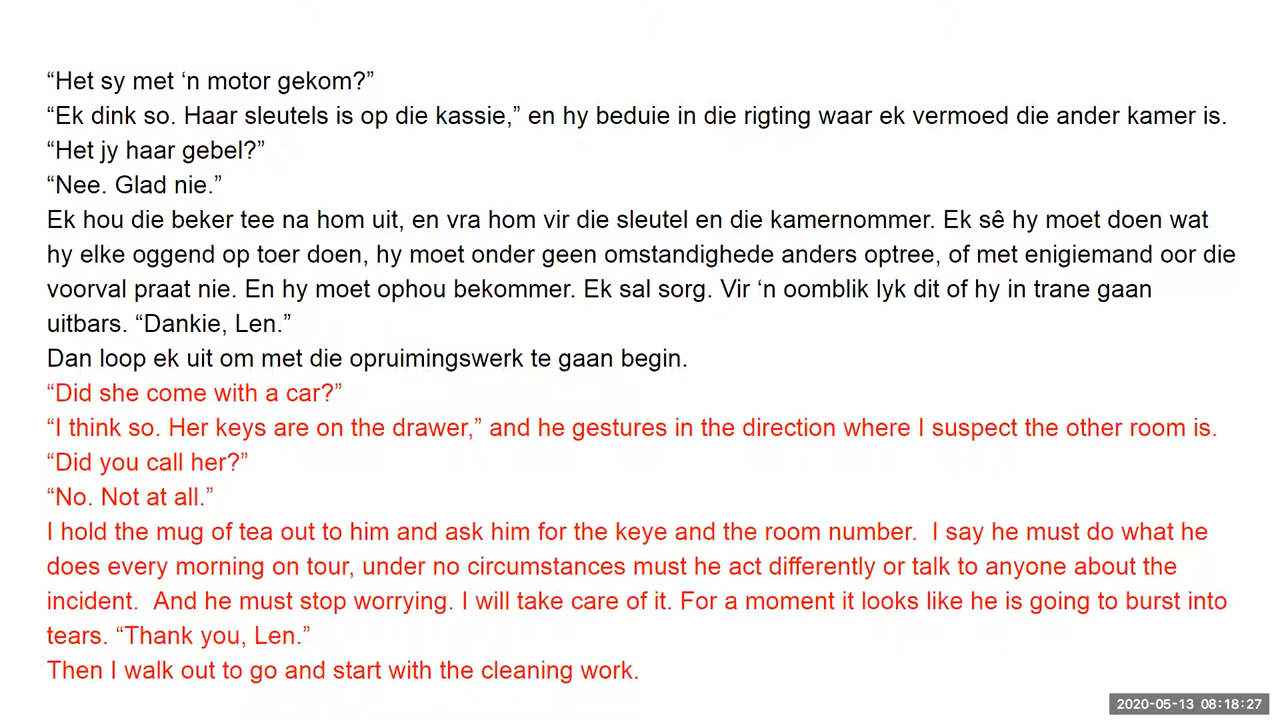 “Het sy met ‘n motor gekom?”
“Ek dink so. Haar sleutels is op die kassie,” en hy beduie in die rigting waar ek vermoed die ander kamer is.
“Het jy haar gebel?”
“Nee. Glad nie.”
Ek hou die beker tee na hom uit, en vra hom vir die sleutel en die kamernommer. Ek sê hy moet doen wat
hy elke oggend op toer doen, hy moet onder geen omstandighede anders optree, of met enigiemand oor die
voorval praat nie. En hy moet ophou bekommer. Ek sal sorg. Vir ‘n oomblik lyk dit of hy in trane gaan
uitbars. “Dankie, Len.”
Dan loop ek uit om met die opruimingswerk te gaan begin.
“Did she come with a car?”
“I think so. Her keys are on the drawer,” and he gestures in the direction where I suspect the other room is.
“Did you call her?”
“No. Not at all.”
I hold the mug of tea out to him and ask him for the keye and the room number.  I say he must do what he
does every morning on tour, under no circumstances must he act differently or talk to anyone about the
incident.  And he must stop worrying. I will take care of it. For a moment it looks like he is going to burst into
tears. “Thank you, Len.”
Then I walk out to go and start with the cleaning work.
2020-05-13 08:18:27